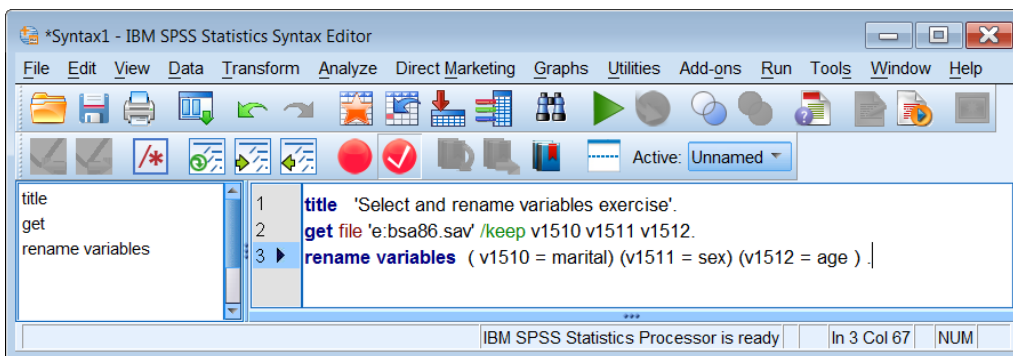 *Syntax1 - IBM SPSS Statistics Syntax Editor
File Edit View Data Transform Analyze Direct Marketing Graphs Utilities Add-ons Run Tools Window Help
Active: Unnamed
title
get
rename variables
1 title 'Select and rename variables exercise'.
2 get file 'e:bsa86.sav' /keep v1510 v1511 v1512.
3 rename variables ( v1510 = marital) (v1511 = sex) (v1512 = age ) .
IBM SPSS Statistics Processor is ready In 3 Col 67 NUM